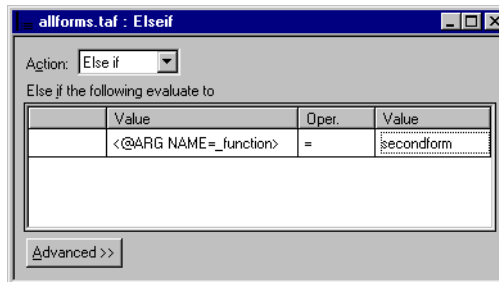 allforms.taf : Elseif
Action: Else if
Else if the following evaluate to
Value Oper. Value
<@ARG NAME=_function> = secondform
Advanced >>